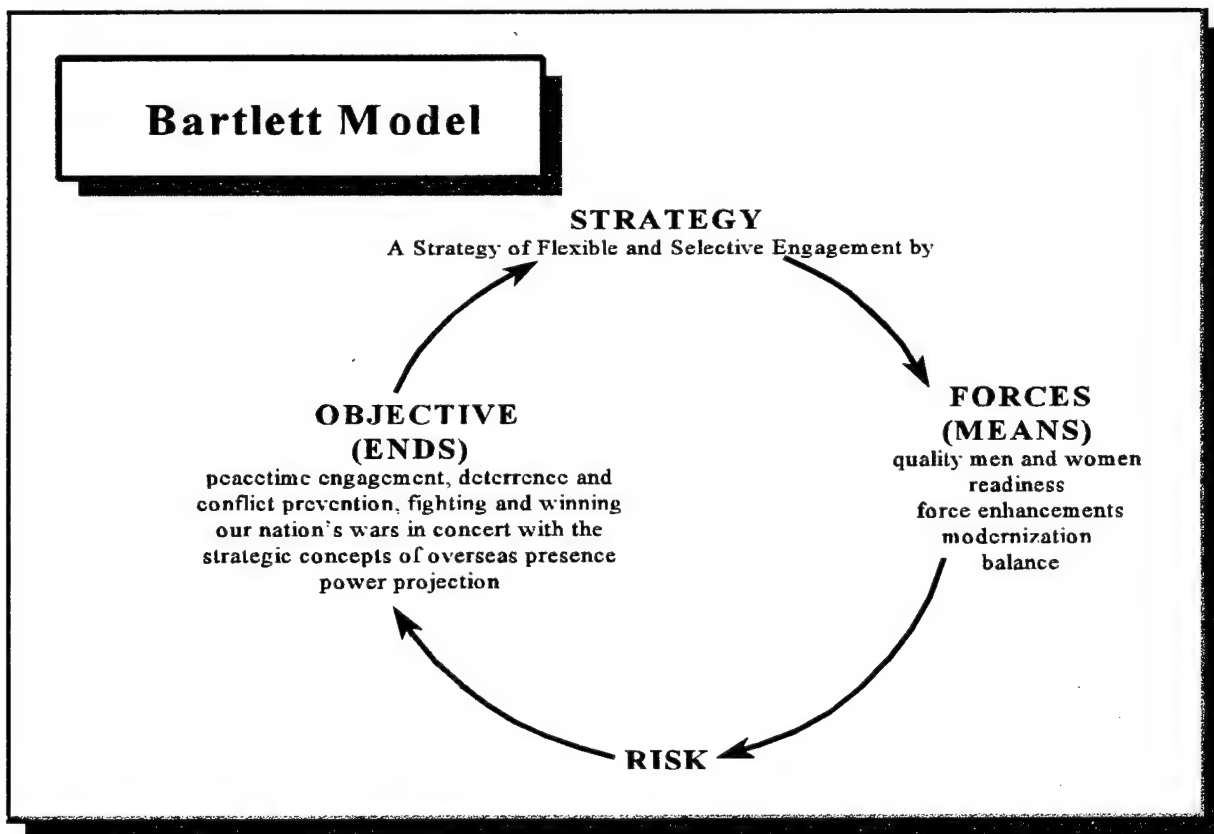 Bartlett Model
STRATEGY
A Strategy of Flexible and Selective Engagement by
OBJECTIVE
(ENDS)
peacetime engagement, deterrence and
conflict prevention, fighting and winning
our nation's wars in concert with the
strategic concepts of overseas presence
power projection
FORCES
(MEANS)
quality men and women
readiness
force enhancements
modernization
balance
RISK